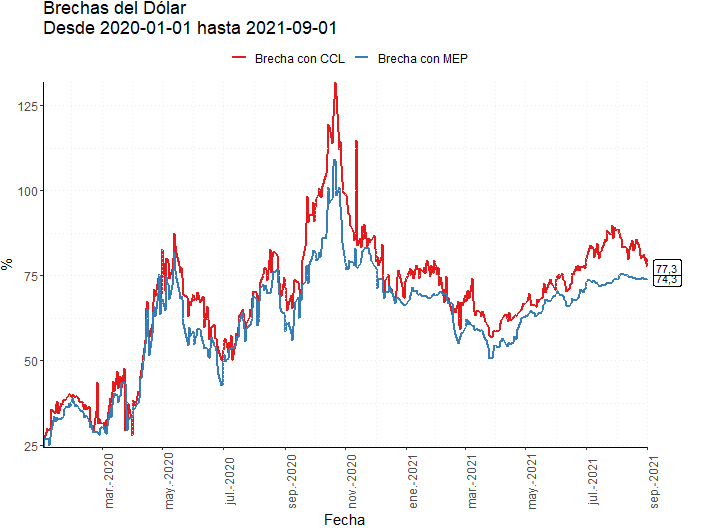 Brechas del Dólar
Desde 2020-01-01 hasta 2021-09-01
Brecha con CCL
Brecha con MEP
%
125
100
75
50
25
77,3
74,3
mar.-2020
may.-2020
jul.-2020
sep.-2020
nov.-2020
ene.-2021
mar.-2021
may.-2021
jul.-2021
sep.-2021
Fecha